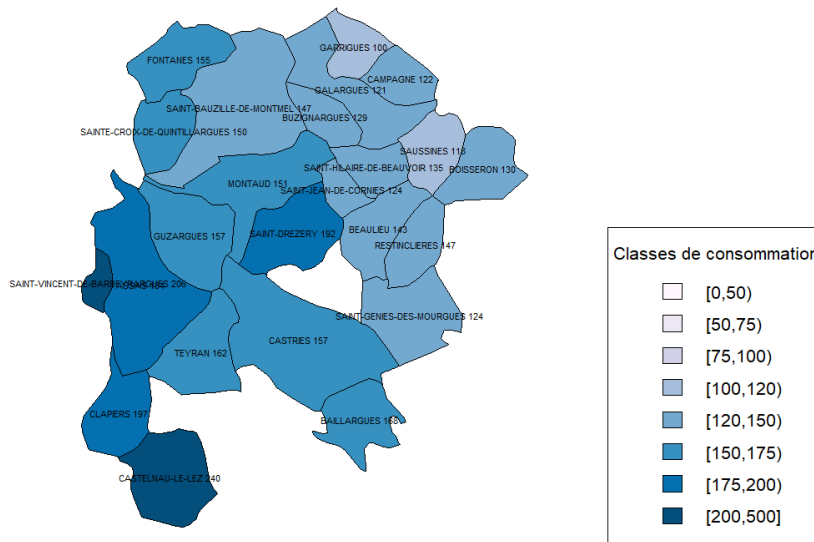 GARRIGUES 100
FONTANES 155
CAMPAGNE 122
GALARGUES 121
SAINT-BAUZILLE-DE-MONTMEL 147
BUZIGNARGUES 129
SAINTE-CROIX-DE-QUINTILLARGUES 150
SAUSSINES 118
SAINT-HILAIRE-DE-BEAUVOIR 135
BOISSERON 130
MONTAUD 151
SAINT-JEAN-DE-CORNIES 124
GUZARGUES 157
SAINT-DREZERY 192
BEAULIEU 143
RESTINCLIERES 147
SAINT-VINCENT-DE-BARBEYRARGUES 206
ASSAS
SAINT-GENIES-DES-MOURGUES 124
CASTRIES 157
TEYRAN 162
CLAPIERS 197
BAILLARGUES 168
CASTELNAU-LE-LEZ 240
Classes de consommation
[0,50)
[50,75)
[75,100)
[100,120)
[120,150)
[150,175)
[175,200)
[200,500]